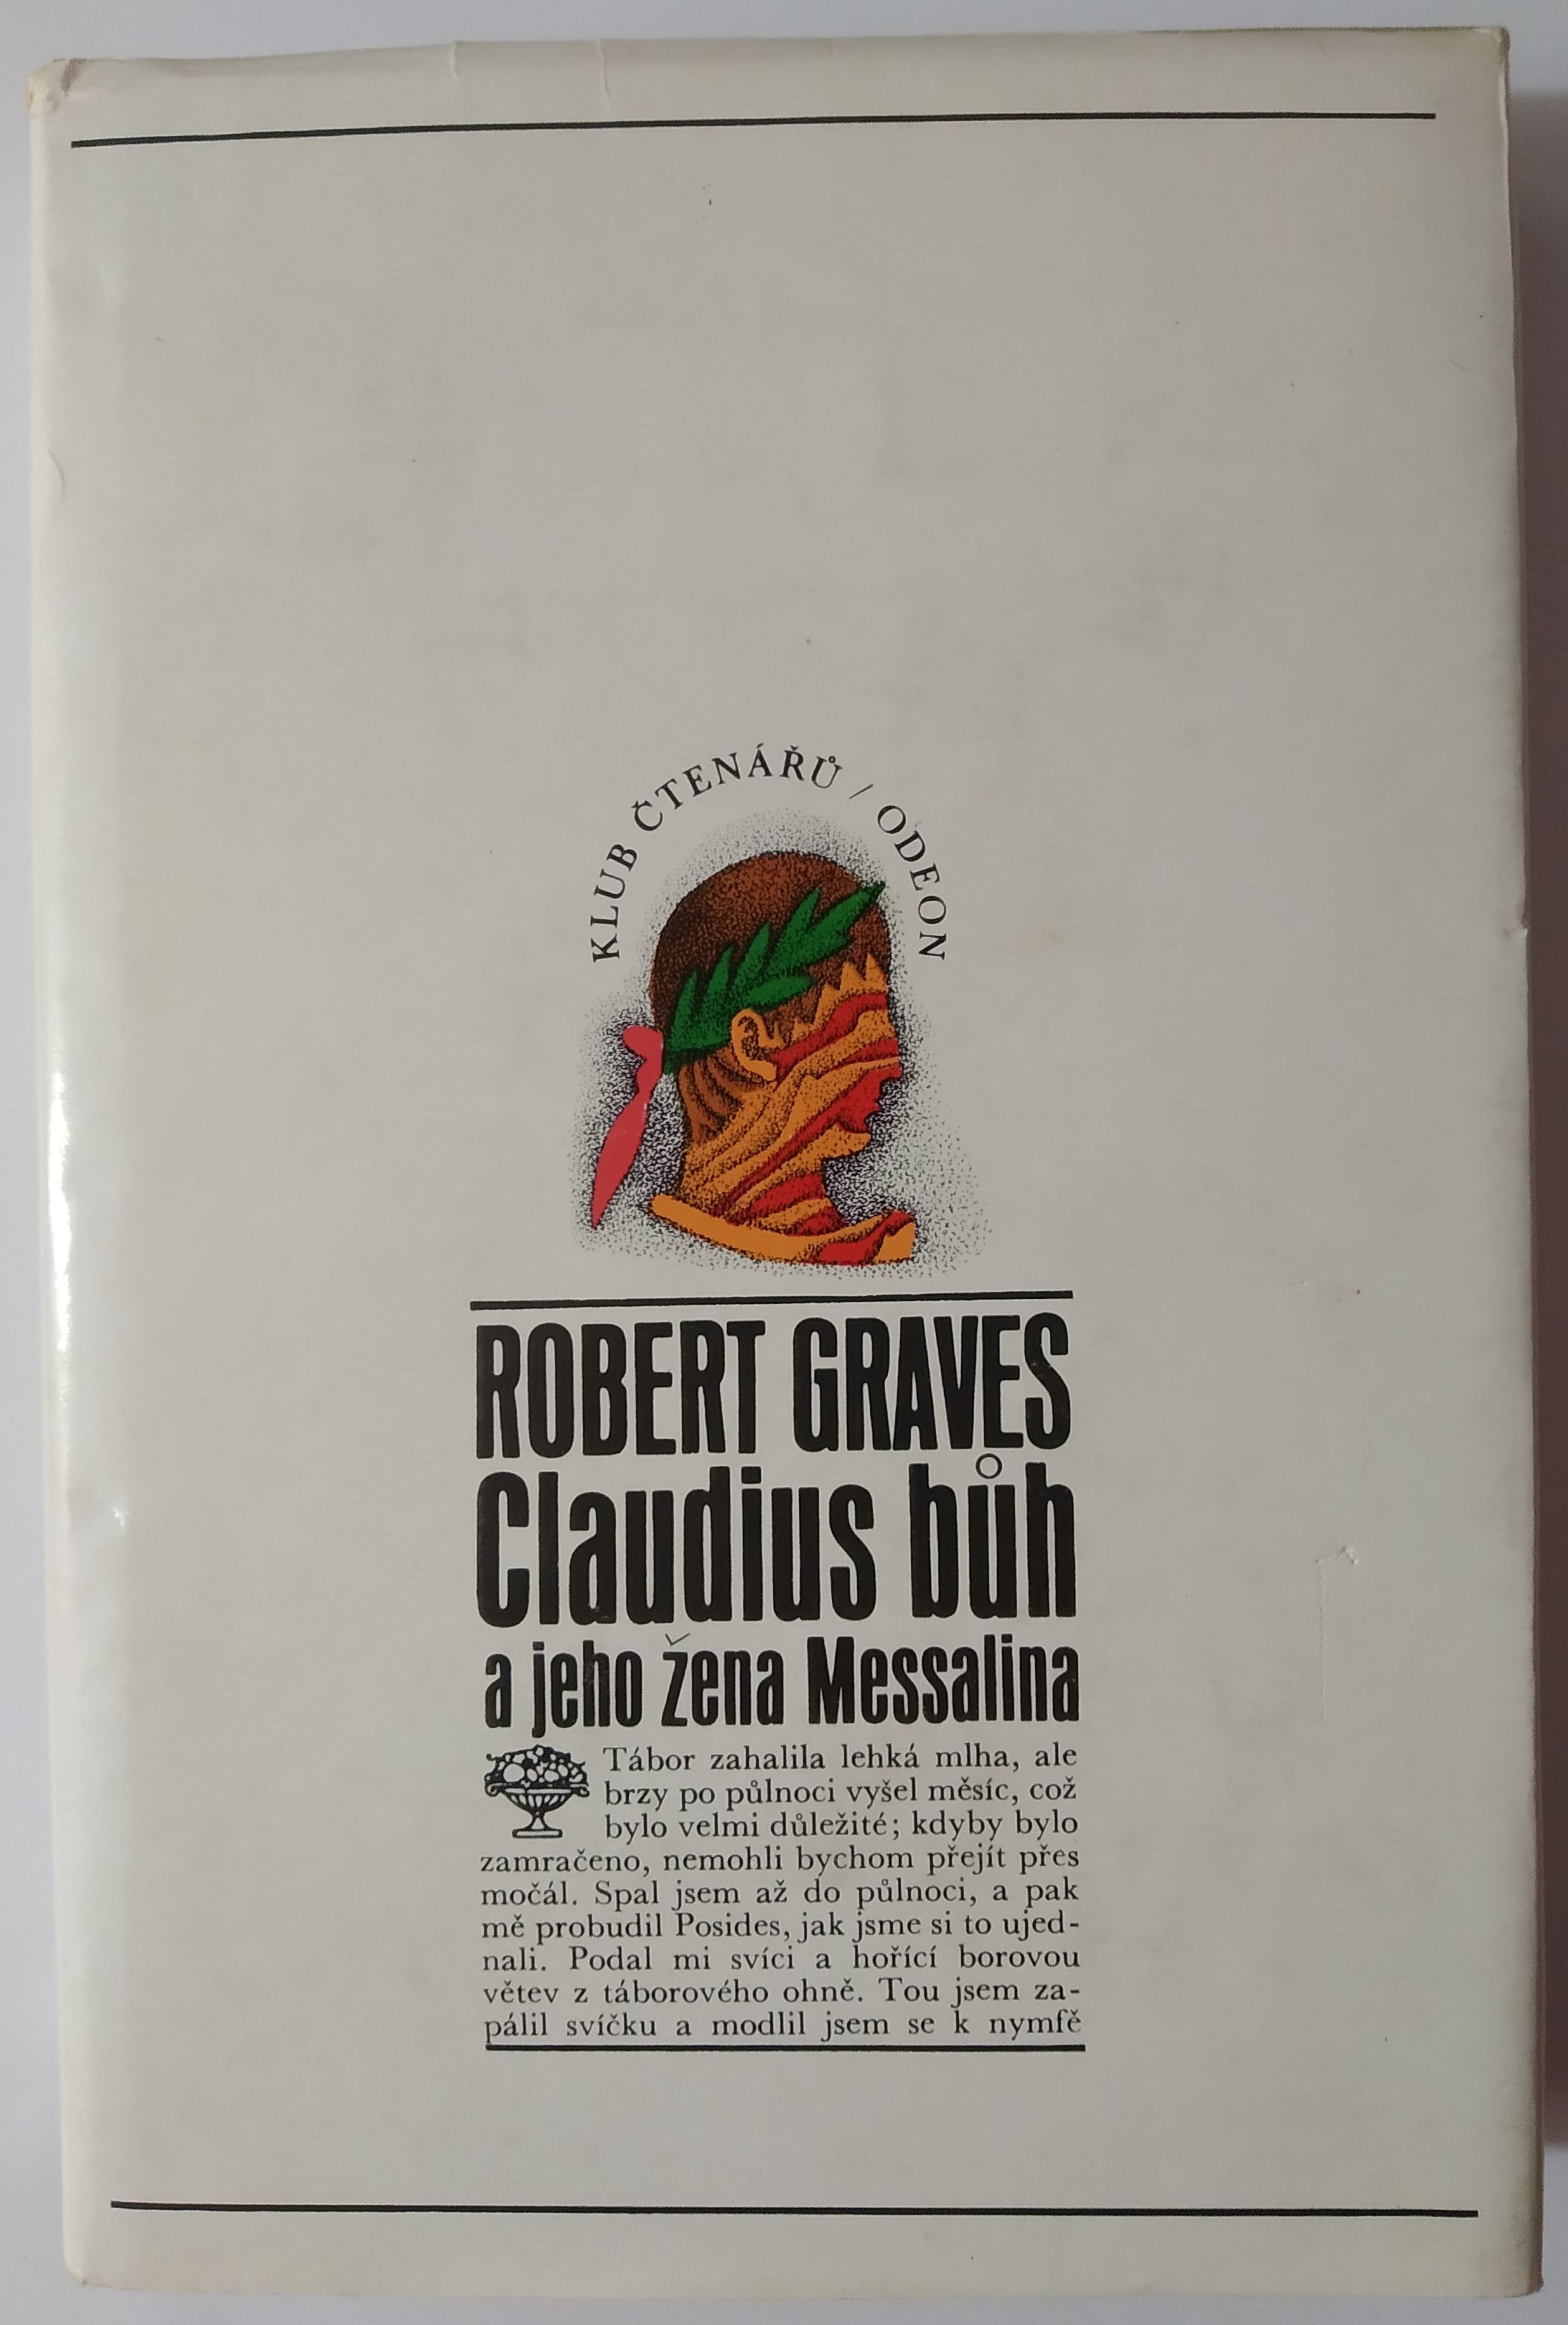 KLUB ČTENÁŘŮ / ODEON
ROBERT GRAVES
Claudius bůh
a jeho žena Messalina
Tábor zahalila lehká mlha, ale
brzy po půlnoci vyšel měsíc, což
bylo velmi důležité; kdyby bylo
zamračeno, nemohli bychom přejít přes
močál. Spal jsem až do půlnoci, a pak
mě probudil Posides, jak jsme si to ujed-
nali. Podal mi svíci a hořící borovou
větev z táborového ohně. Tou jsem za-
pálil svíčku a modlil jsem se k nymfě